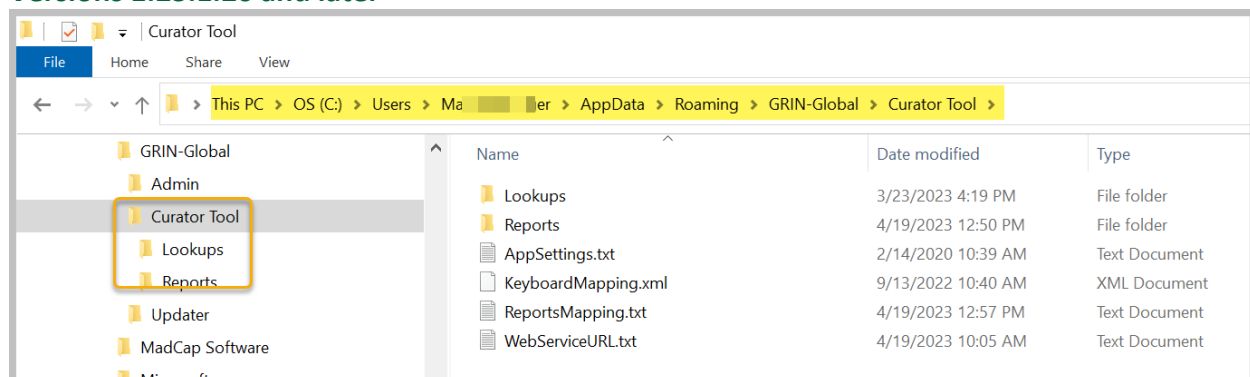 Curator Tool
File Home Share View
This PC > OS (C:) > Users > Ma er > AppData > Roaming > GRIN-Global > Curator Tool >
GRIN-Global
Name Date modified Type
Admin
Lookups 3/23/2023 4:19 PM File folder
Curator Tool
Reports 4/19/2023 12:50 PM File folder
Lookups
AppSettings.txt 2/14/2020 10:39 AM Text Document
Reports
KeyboardMapping.xml 9/13/2022 10:40 AM XML Document
Updater
ReportsMapping.txt 4/19/2023 12:57 PM Text Document
MadCap Software
WebServiceURL.txt 4/19/2023 10:05 AM Text Document